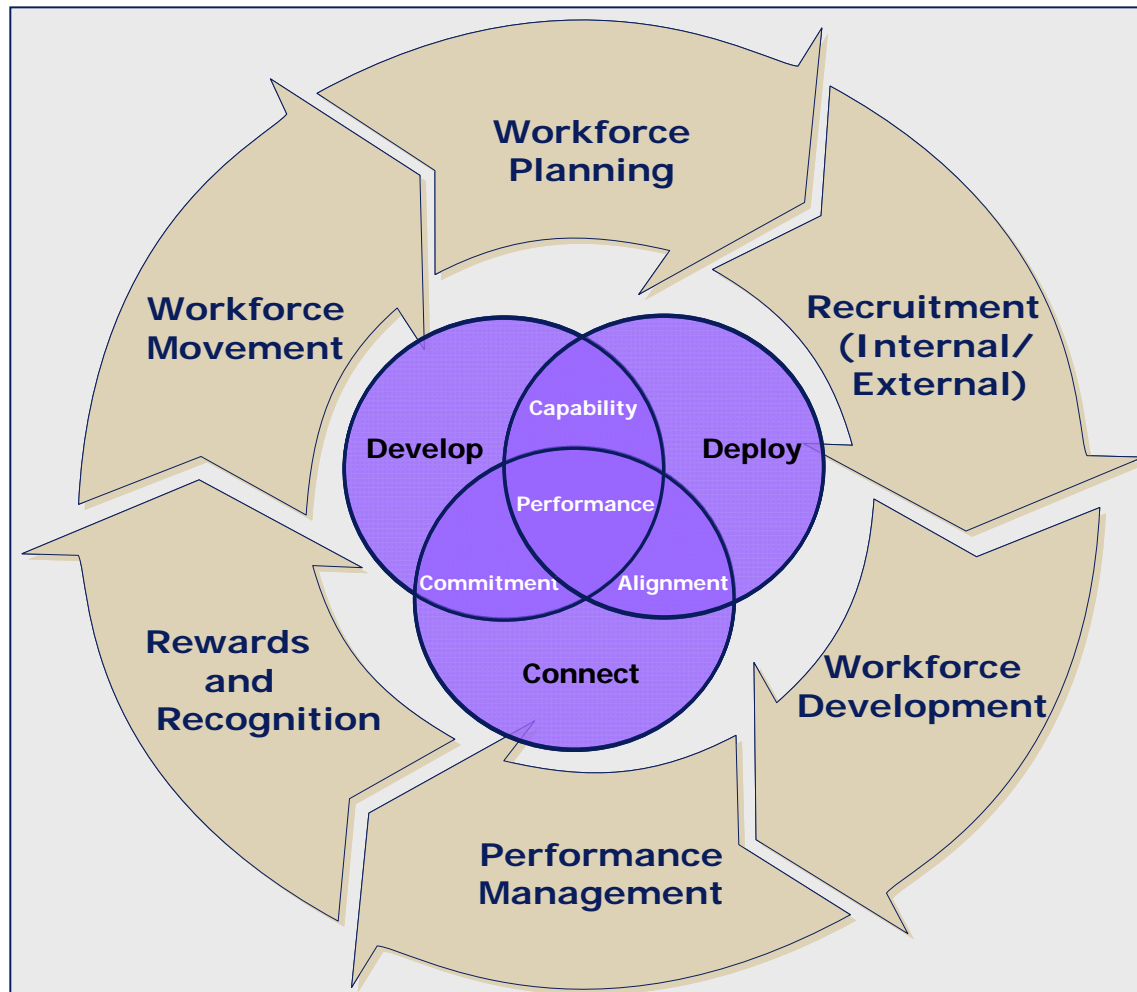 Workforce
Planning
Recruitment
(Internal/
External)
Workforce
Development
Performance
Management
Rewards
and
Recognition
Workforce
Movement
Capability
Develop
Deploy
Performance
Commitment
Alignment
Connect